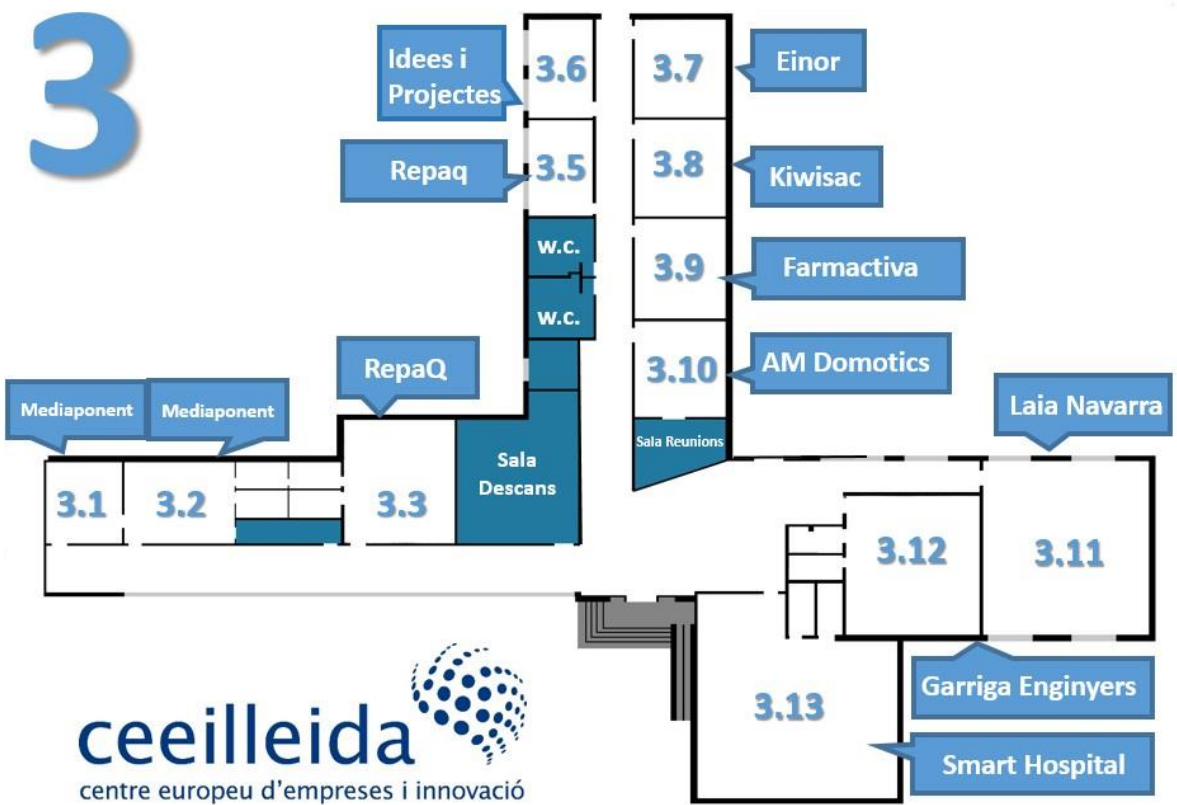 3
Idees i
Projectes
3.6
3.7
Einor
Repaq
3.5
3.8
Kiwisac
w.c.
3.9
Farmactiva
w.c.
RepaQ
3.10
AM Domotics
Mediaponent
Mediaponent
Laia Navarra
Sala Reunions
Sala
Descans
3.1
3.2
3.3
3.12
3.11
Garriga Enginyers
3.13
Smart Hospital
ceeilleida
centre europeu d'empreses i innovació